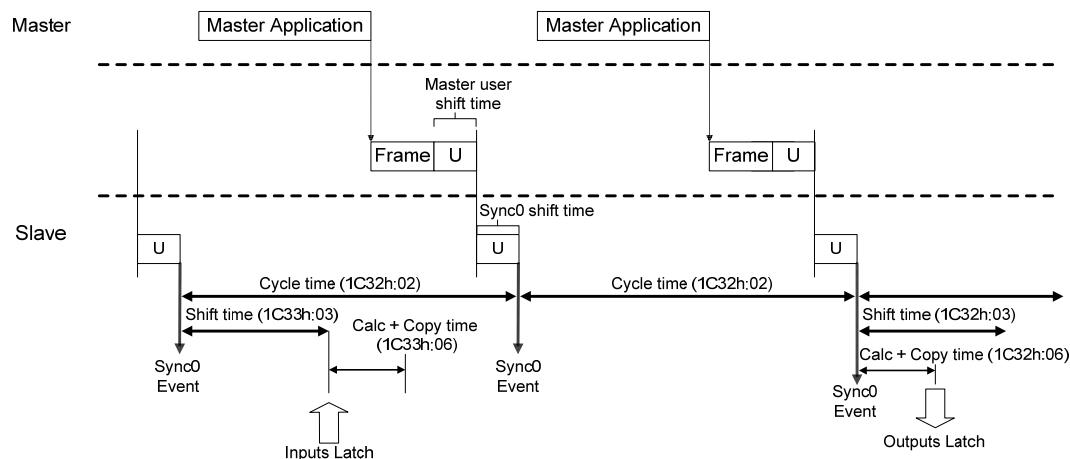 Master
Master Application
Master Application
Master user
shift time
Frame
U
Frame
U
Slave
Sync0 shift time
U
U
U
Cycle time (1C32h:02)
Cycle time (1C32h:02)
Shift time (1C33h:03)
Shift time (1C32h:03)
Calc + Copy time
(1C33h:06)
Calc + Copy time (1C32h:06)
Sync0
Event
Sync0
Event
Sync0
Event
Inputs Latch
Outputs Latch